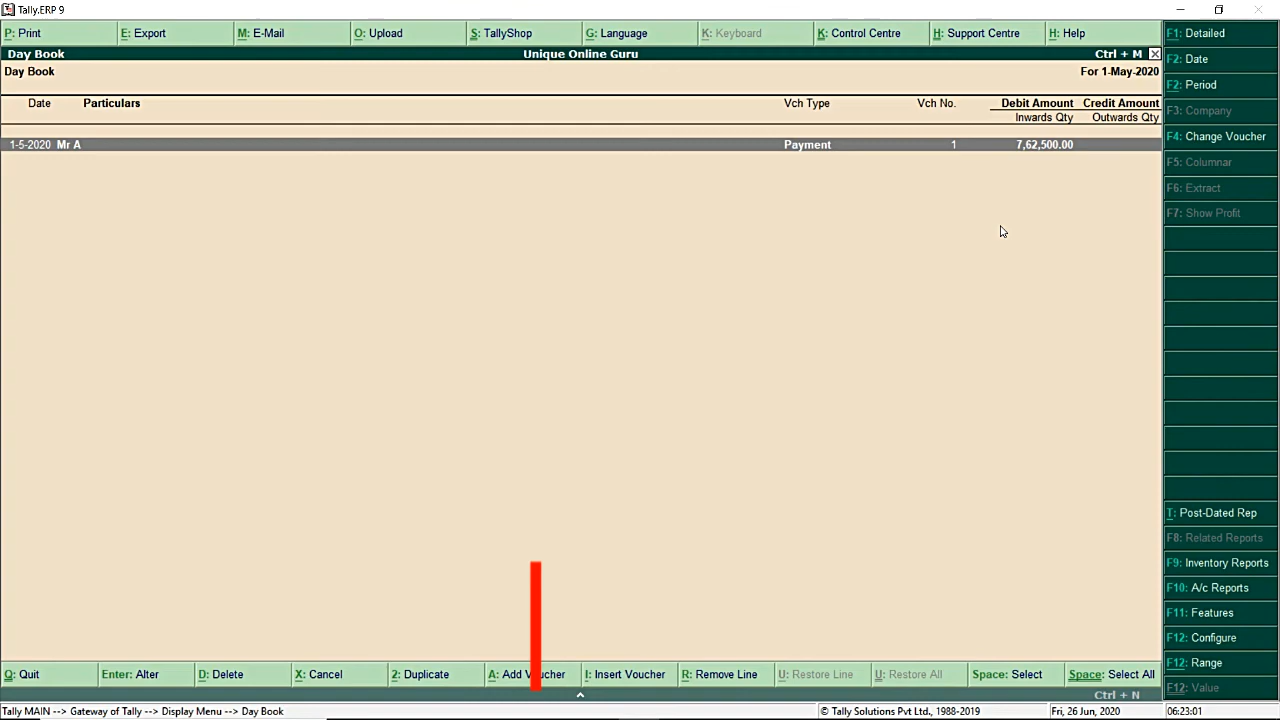 Tally.ERP 9
P: Print E: Export M: E-Mail O: Upload S: TallyShop G: Language K: Keyboard K: Control Centre H: Support Centre H: Help
Day Book Unique Online Guru Ctrl + M
Day Book For 1-May-2020
Date Particulars Vch Type Vch No. Debit Amount Credit Amount
Inwards Qty Outwards Qty
1-5-2020 Mr A Payment 1 7,62,500.00
F1: Detailed
F2: Date
F2: Period
F3: Company
F4: Change Voucher
F5: Columnar
F6: Extract
F7: Show Profit
T: Post-Dated Rep
F8: Related Reports
F9: Inventory Reports
F10: A/c Reports
F11: Features
F12: Configure
F12: Range
F12: Value
Q: Quit Enter: Alter D: Delete X: Cancel 2: Duplicate A: Add Voucher I: Insert Voucher R: Remove Line U: Restore Line U: Restore All Space: Select Space: Select All
Ctrl + N
Tally MAIN --> Gateway of Tally --> Display Menu --> Day Book © Tally Solutions Pvt Ltd., 1988-2019 Fri, 26 Jun, 2020 06:23:01